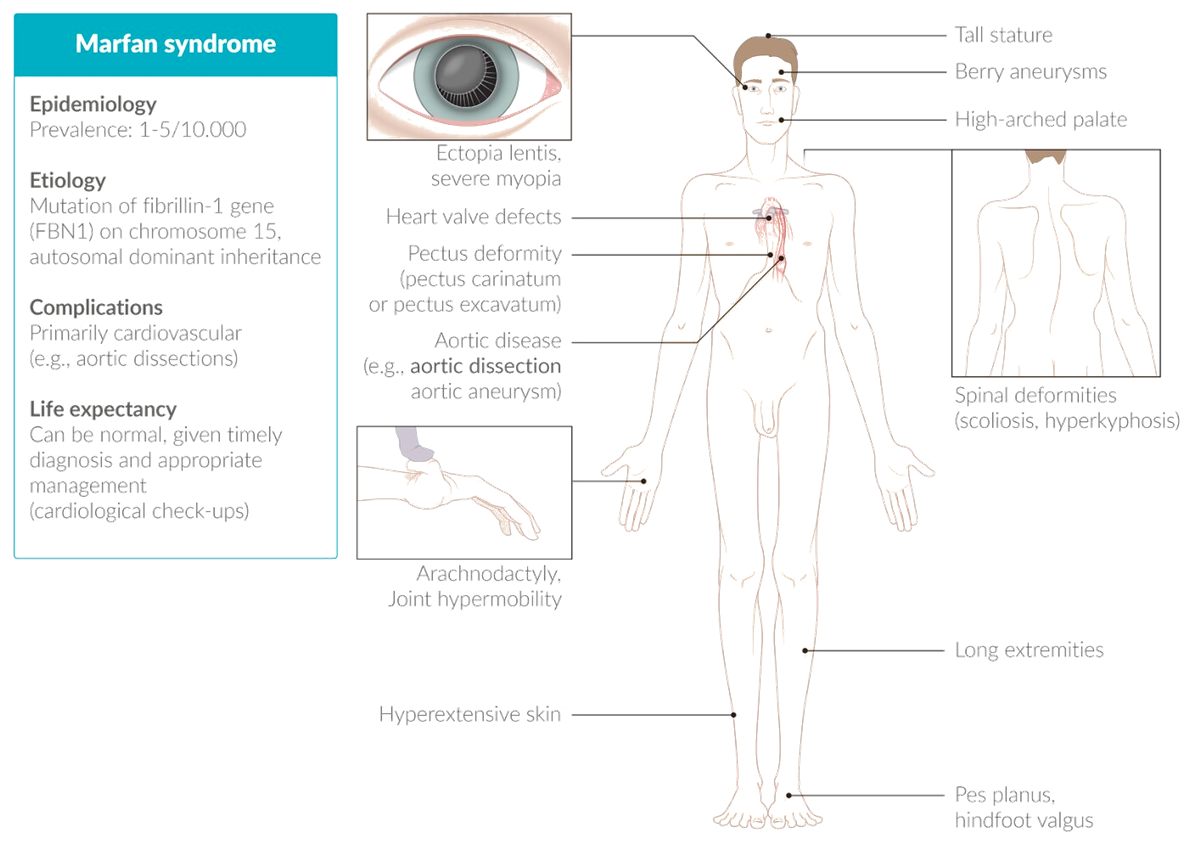 Marfan syndrome
Epidemiology
Prevalence: 1-5/10.000
Etiology
Mutation of fibrillin-1 gene
(FBN1) on chromosome 15,
autosomal dominant inheritance
Complications
Primarily cardiovascular
(e.g., aortic dissections)
Life expectancy
Can be normal, given timely
diagnosis and appropriate
management
(cardiological check-ups)
Ectopia lentis,
severe myopia
Heart valve defects
Pectus deformity
(pectus carinatum
or pectus excavatum)
Aortic disease
(e.g., aortic dissection
aortic aneurysm)
Arachnodactyly,
Joint hypermobility
Hyperextensive skin
Tall stature
Berry aneurysms
High-arched palate
Spinal deformities
(scoliosis, hyperkyphosis)
Long extremities
Pes planus,
hindfoot valgus